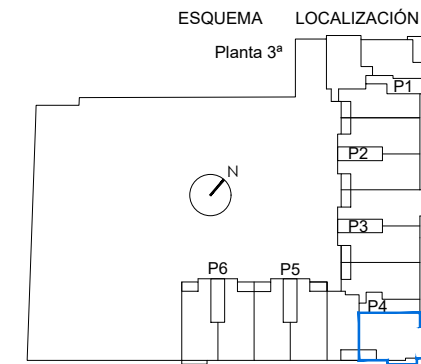 ESQUEMA LOCALIZACIÓN
Planta 3ª
P1
P2
N
P3
P6 P5
P4